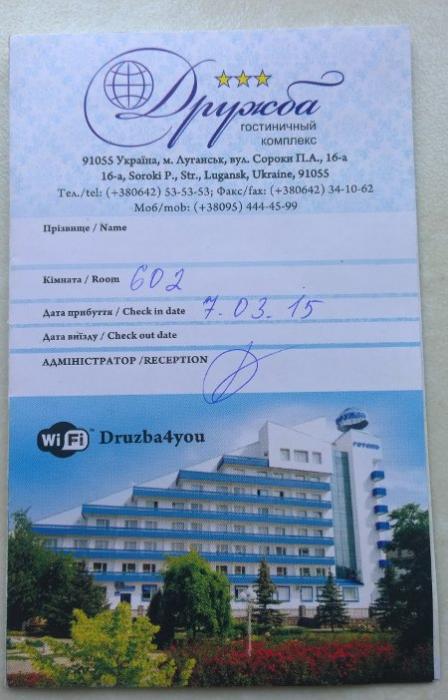 Дружба
гостиничный
комплекс
91055 Україна, м. Луганськ, вул. Сороки П.А., 16-а
16-a, Soroki P., Str., Lugansk, Ukraine, 91055
Тел./tel: (+380642) 53-53-53; Факс/fax: (+380642) 34-10-62
Моб/mob: (+38095) 444-45-99
Прізвище / Name
Кімната / Room 602
Дата прибуття / Check in date 7.03.15
Дата виїзду / Check out date
АДМІНІСТРАТОР /RECEPTION
WiFi™ Druzba4you